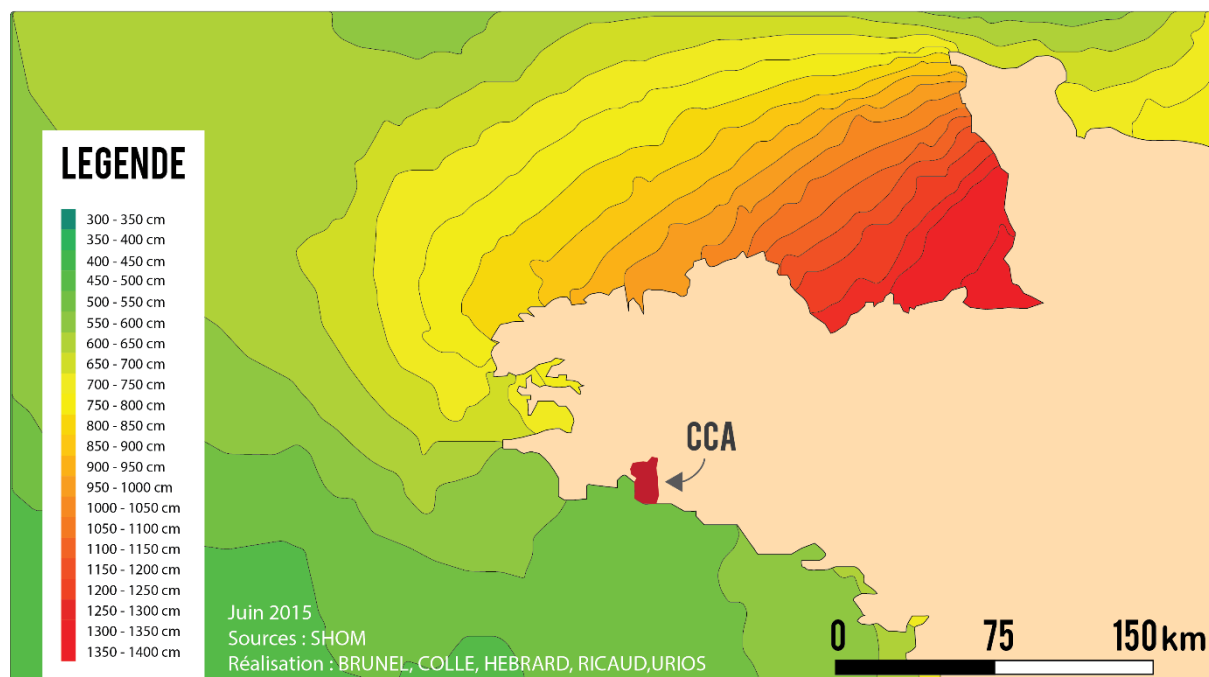 LEGENDE
300 - 350 cm
350 - 400 cm
400 - 450 cm
450 - 500 cm
500 - 550 cm
550 - 600 cm
600 - 650 cm
650 - 700 cm
700 - 750 cm
750 - 800 cm
800 - 850 cm
850 - 900 cm
900 - 950 cm
950 - 1000 cm
1000 - 1050 cm
1050 - 1100 cm
1100 - 1150 cm
1150 - 1200 cm
1200 - 1250 cm
1250 - 1300 cm
1300 - 1350 cm
1350 - 1400 cm
CCA
Juin 2015
Sources : SHOM
Réalisation : BRUNEL, COLLE, HEBRARD, RICAUD,URIOS
0 75 150 km